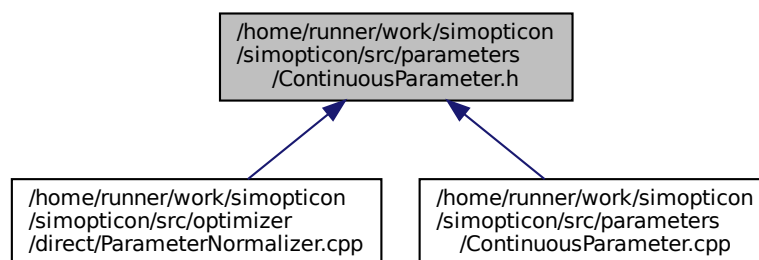 /home/runner/work/simopticon
/simopticon/src/parameters
/ContinuousParameter.h
/home/runner/work/simopticon
/simopticon/src/optimizer
/direct/ParameterNormalizer.cpp
/home/runner/work/simopticon
/simopticon/src/parameters
/ContinuousParameter.cpp